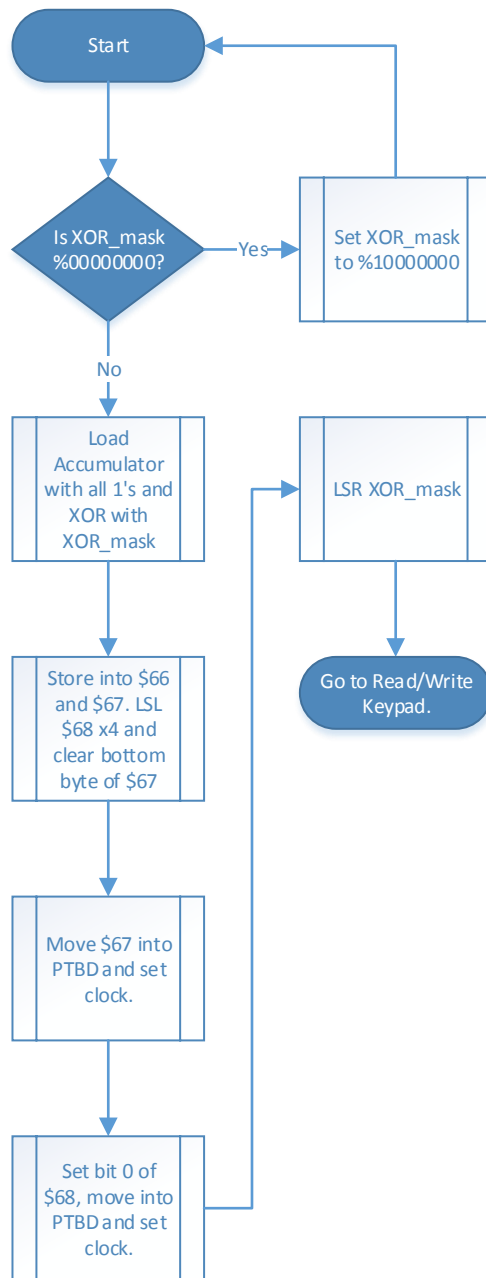 Start
Is XOR_mask
%00000000?
Yes
Set XOR_mask
to %10000000
No
Load
Accumulator
with all 1's and
XOR with
XOR_mask
LSR XOR_mask
Store into $66
and $67. LSL
$68 x4 and
clear bottom
byte of $67
Go to Read/Write
Keypad.
Move $67 into
PTBD and set
clock.
Set bit 0 of
$68, move into
PTBD and set
clock.